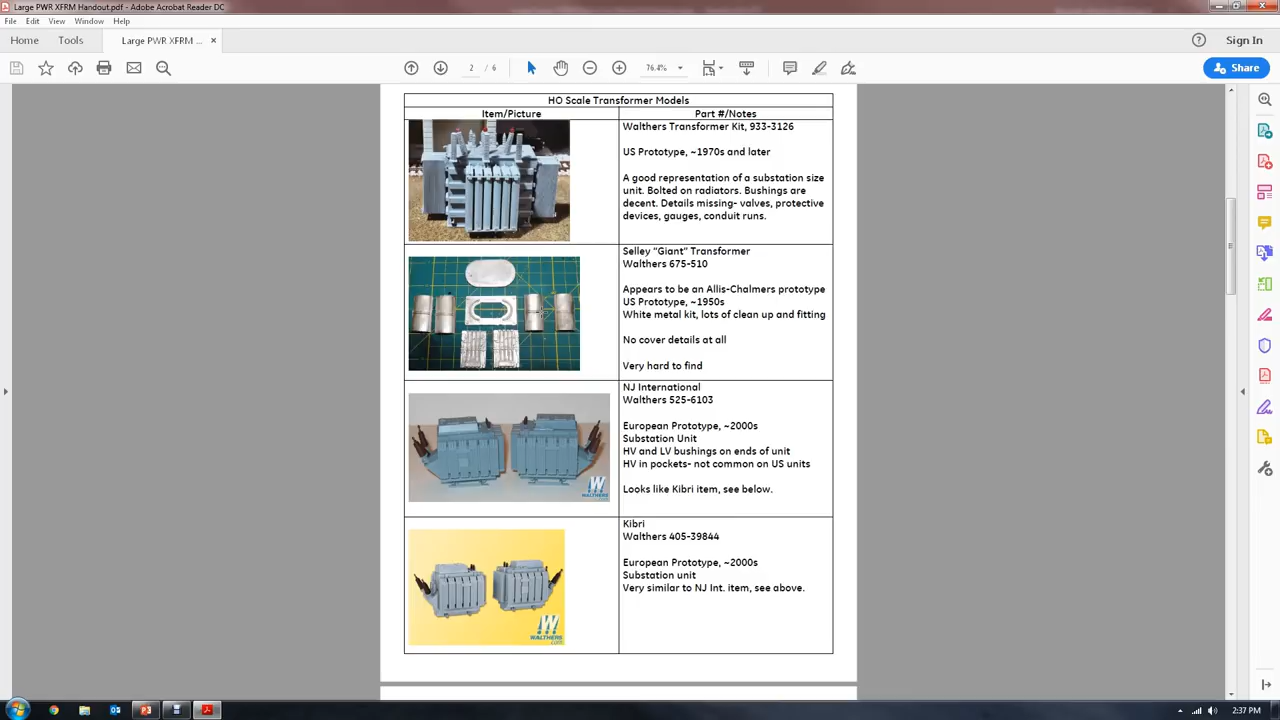 Large PWR XFRM Handout.pdf - Adobe Acrobat Reader DC
File Edit View Window Help
Home Tools Large PWR XFRM ... × Sign In
2 / 6 76.4% Share
HO Scale Transformer Models
Item/Picture Part #/Notes
Walthers Transformer Kit, 933-3126
US Prototype, ~1970s and later
A good representation of a substation size
unit. Bolted on radiators. Bushings are
decent. Details missing- valves, protective
devices, gauges, conduit runs.
Selley “Giant” Transformer
Walthers 675-510
Appears to be an Allis-Chalmers prototype
US Prototype, ~1950s
White metal kit, lots of clean up and fitting
No cover details at all
Very hard to find
NJ International
Walthers 525-6103
European Prototype, ~2000s
Substation Unit
HV and LV bushings on ends of unit
HV in pockets- not common on US units
Looks like Kibri item, see below.
WALTHERS
Kibri
Walthers 405-39844
European Prototype, ~2000s
Substation unit
Very similar to NJ Int. item, see above.
WALTHERS
.com
2:37 PM